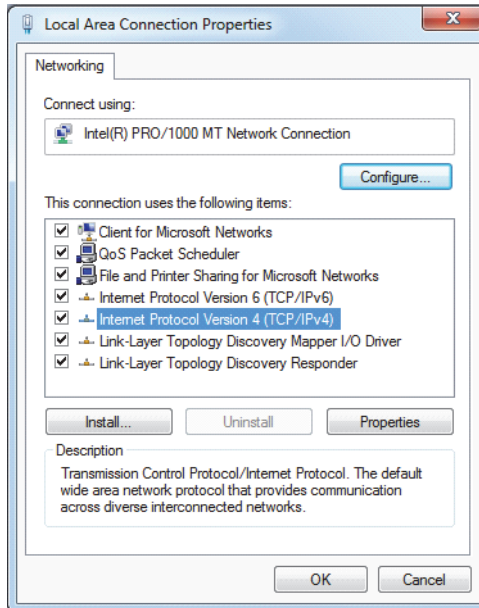 Local Area Connection Properties
Networking
Connect using:
Intel(R) PRO/1000 MT Network Connection
Configure...
This connection uses the following items:
Client for Microsoft Networks
QoS Packet Scheduler
File and Printer Sharing for Microsoft Networks
Internet Protocol Version 6 (TCP/IPv6)
Internet Protocol Version 4 (TCP/IPv4)
Link-Layer Topology Discovery Mapper I/O Driver
Link-Layer Topology Discovery Responder
Install...
Uninstall
Properties
Description
Transmission Control Protocol/Internet Protocol. The default
wide area network protocol that provides communication
across diverse interconnected networks.
OK
Cancel